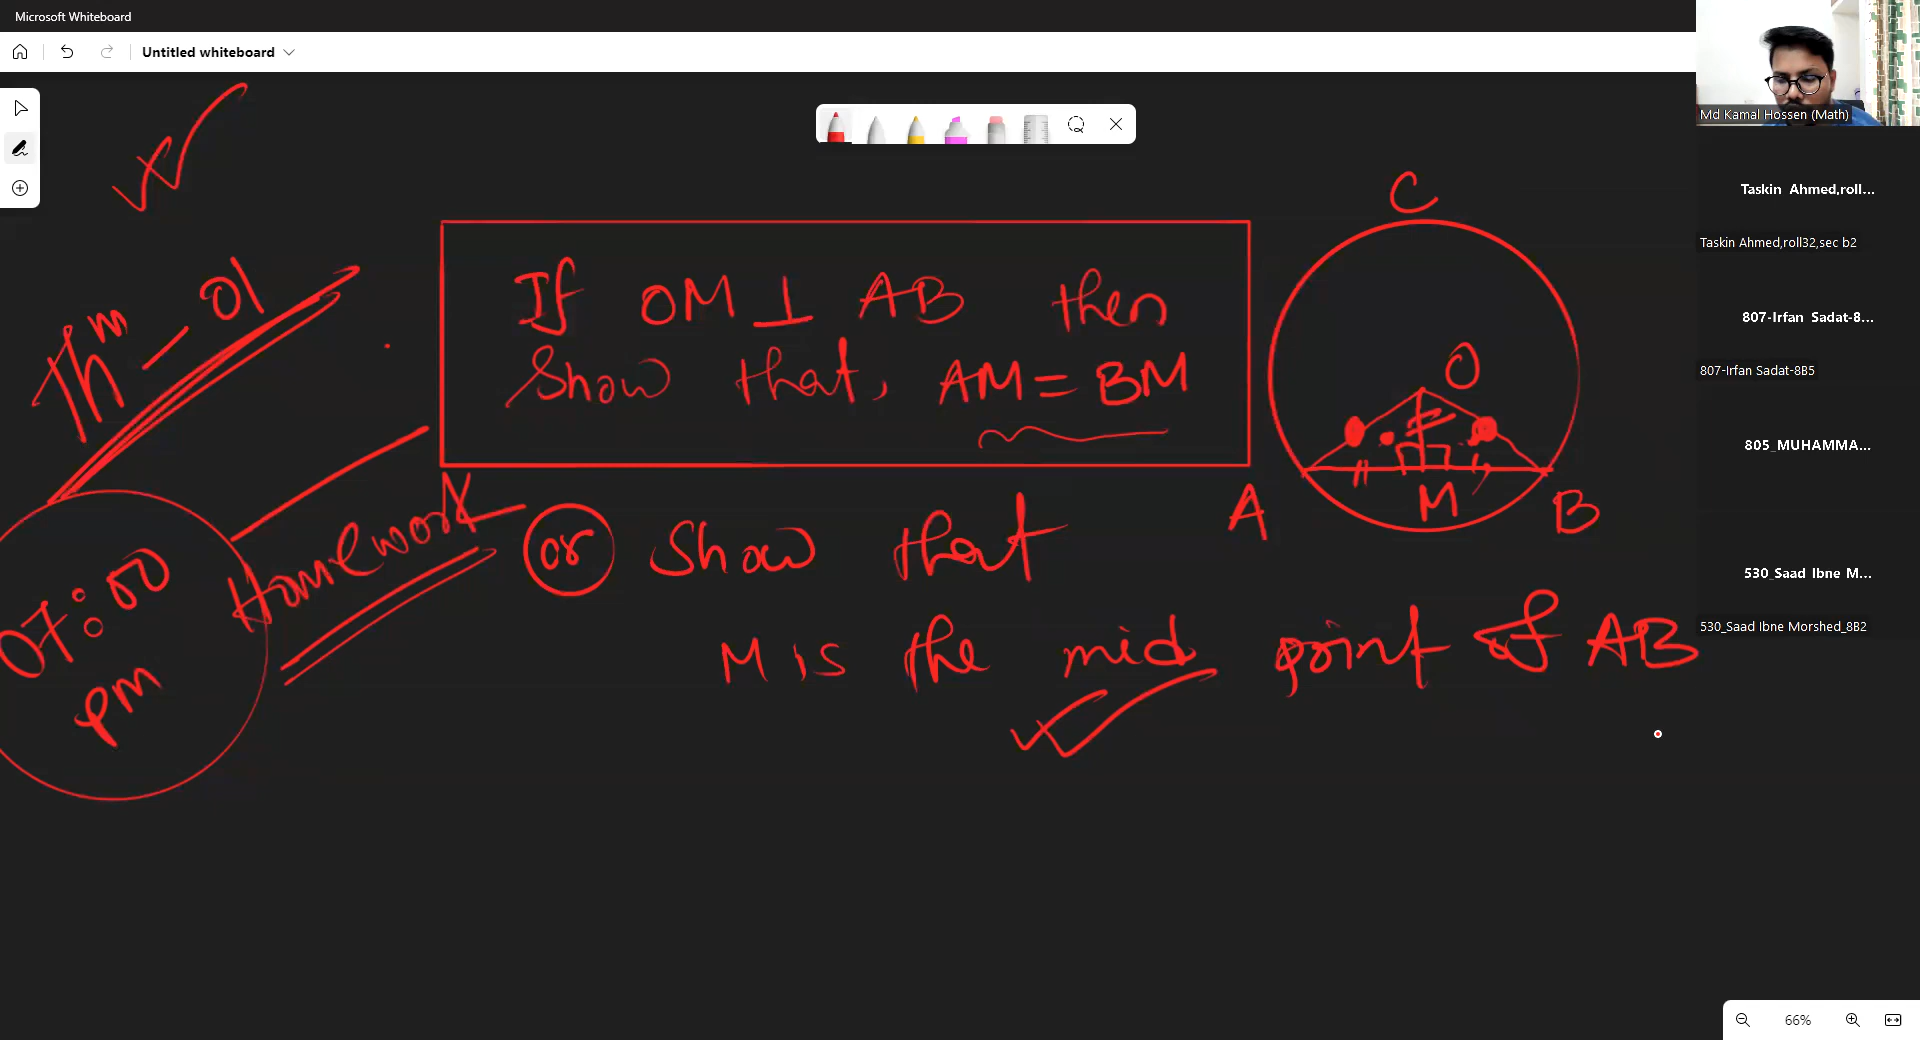 Microsoft Whiteboard
Untitled whiteboard
Md Kamal Hossen (Math)
Taskin Ahmed,roll...
Taskin Ahmed,roll32,sec b2
807-Irfan Sadat-8...
807-Irfan Sadat-8B5
805_MUHAMMA...
530_Saad Ibne M...
530_Saad Ibne Morshed_8B2
Thm - 01
If OM ⊥ AB then
Show that, AM = BM
C
O
A
M
B
Homework
07:00
pm
or Show that
M is the mid point of AB
66%